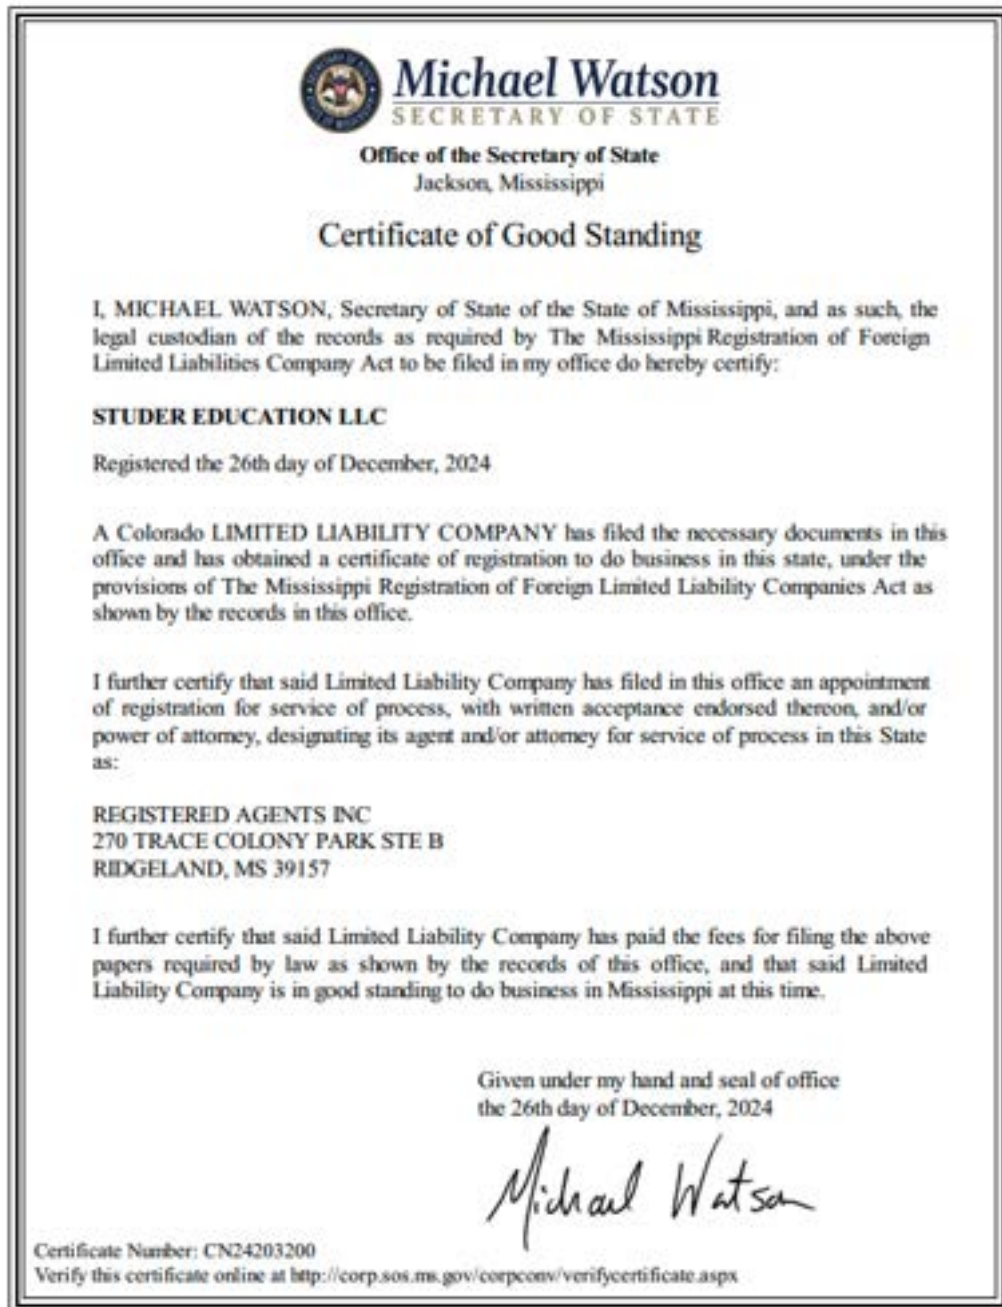 Michael Watson
SECRETARY OF STATE
Office of the Secretary of State
Jackson, Mississippi
Certificate of Good Standing
I, MICHAEL WATSON, Secretary of State of the State of Mississippi, and as such, the
legal custodian of the records as required by The Mississippi Registration of Foreign
Limited Liabilities Company Act to be filed in my office do hereby certify:
STUDER EDUCATION LLC
Registered the 26th day of December, 2024
A Colorado LIMITED LIABILITY COMPANY has filed the necessary documents in this
office and has obtained a certificate of registration to do business in this state, under the
provisions of The Mississippi Registration of Foreign Limited Liability Companies Act as
shown by the records in this office.
I further certify that said Limited Liability Company has filed in this office an appointment
of registration for service of process, with written acceptance endorsed thereon, and/or
power of attorney, designating its agent and/or attorney for service of process in this State
as:
REGISTERED AGENTS INC
270 TRACE COLONY PARK STE B
RIDGELAND, MS 39157
I further certify that said Limited Liability Company has paid the fees for filing the above
papers required by law as shown by the records of this office, and that said Limited
Liability Company is in good standing to do business in Mississippi at this time.
Given under my hand and seal of office
the 26th day of December, 2024
Michael Watson
Certificate Number: CN24203200
Verify this certificate online at http://corp.sos.ms.gov/corpconv/verifycertificate.aspx